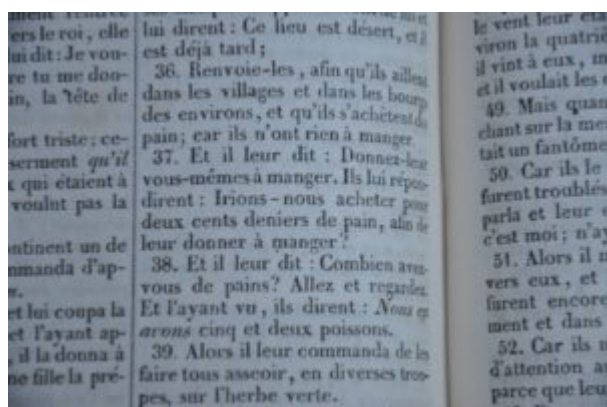 ers le roi, elle
lui dit : Je vou-
re tu me don-
in, la tête de
fort triste ; ce-
serment qu'il
qui étaient à
voulut pas la
ntinent un de
manda d'ap-
et lui coupa la
et l'ayant ap-
il la donna à
ne fille la pré-
lui dirent : Ce lieu est désert, et il
est déjà tard ;
36. Renvoie-les, afin qu'ils aillent
dans les villages et dans les bourgs
des environs, et qu'ils s'achètent du
pain ; car ils n'ont rien à manger.
37. Et il leur dit : Donnez-leur
vous-mêmes à manger. Ils lui répon-
dirent : Irions-nous acheter pour
deux cents deniers de pain, afin de
leur donner à manger ?
38. Et il leur dit : Combien avez-
vous de pains ? Allez et regardez.
Et l'ayant vu, ils dirent : Nous en
avons cinq et deux poissons.
39. Alors il leur commanda de les
faire tous asseoir, en diverses trou-
pes, sur l'herbe verte.
le vent leur éta
viron la quatriè
il vint à eux, m
et il voulait les
49. Mais quan
chant sur la me
tait un fantôme
50. Car ils le
furent troublés
parla et leur
c'est moi ; n'ay
51. Alors il m
vers eux, et
furent encore
ment et dans
52. Car ils n
d'attention au
parce que leu